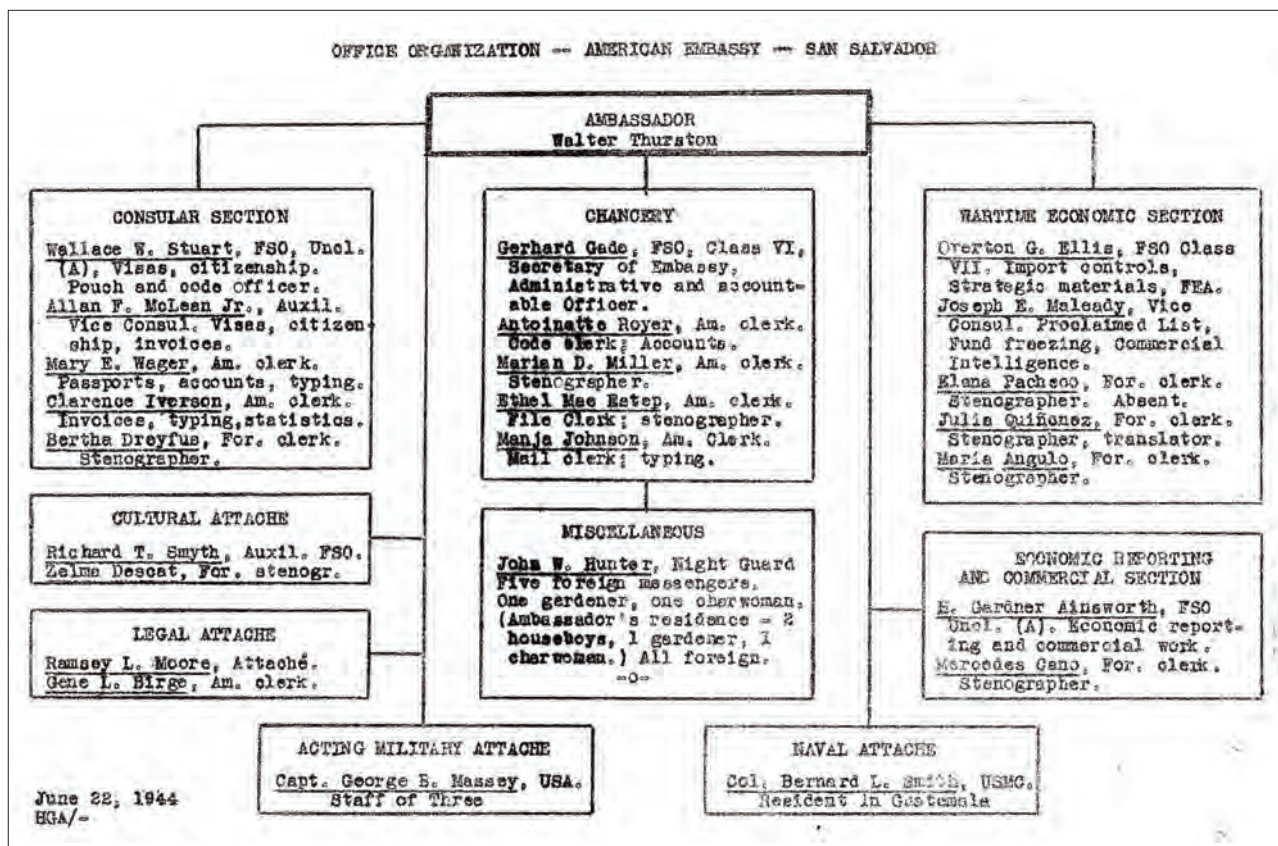 OFFICE ORGANIZATION -- AMERICAN EMBASSY -- SAN SALVADOR
AMBASSADOR
Walter Thurston
CONSULAR SECTION
Wallace W. Stuart, FSO, Uncl.
(A), Visas, citizenship.
Pouch and code officer.
Allan F. McLean Jr., Auxil.
Vice Consul. Visas, citizen-
ship, invoices.
Mary E. Wager, Am. clerk.
Passports, accounts, typing.
Clarence Iverson, Am. clerk.
Invoices, typing, statistics.
Bertha Dreyfus, For. clerk.
Stenographer.
CHANCERY
Gerhard Gade, FSO, Class VI,
Secretary of Embassy,
Administrative and account-
able Officer.
Antoinette Royer, Am. clerk.
Code clerk; Accounts.
Marian D. Miller, Am. clerk.
Stenographer.
Ethel Mae Estep, Am. clerk.
File Clerk; stenographer.
Manja Johnson, Am. Clerk.
Mail clerk; typing.
WARTIME ECONOMIC SECTION
Overton G. Ellis, FSO Class
VII. Import controls,
Strategic materials, FEA.
Joseph E. Maleady, Vice
Consul. Proclaimed List,
Fund freezing, Commercial
Intelligence.
Elena Pacheco, For. clerk.
Stenographer. Absent.
Julia Quiñonez, For. clerk.
Stenographer, translator.
Maria Angulo, For. clerk.
Stenographer.
CULTURAL ATTACHE
Richard T. Smyth, Auxil. FSO.
Zelma Descat, For. stenogr.
MISCELLANEOUS
John W. Hunter, Night Guard
Five foreign messengers.
One gardener, one charwoman.
(Ambassador's residence - 2
houseboys, 1 gardener, 1
charwoman.) All foreign.
-o-
ECONOMIC REPORTING
AND COMMERCIAL SECTION
H. Gardner Ainsworth, FSO
Uncl. (A). Economic report-
ing and commercial work.
Mercedes Cano, For. clerk.
Stenographer.
LEGAL ATTACHE
Ramsey L. Moore, Attaché.
Gene L. Birge, Am. clerk.
ACTING MILITARY ATTACHE
Capt. George E. Massey, USA.
Staff of Three
NAVAL ATTACHE
Col. Bernard L. Smith, USMC.
Resident in Guatemala
June 22, 1944
HGA/-